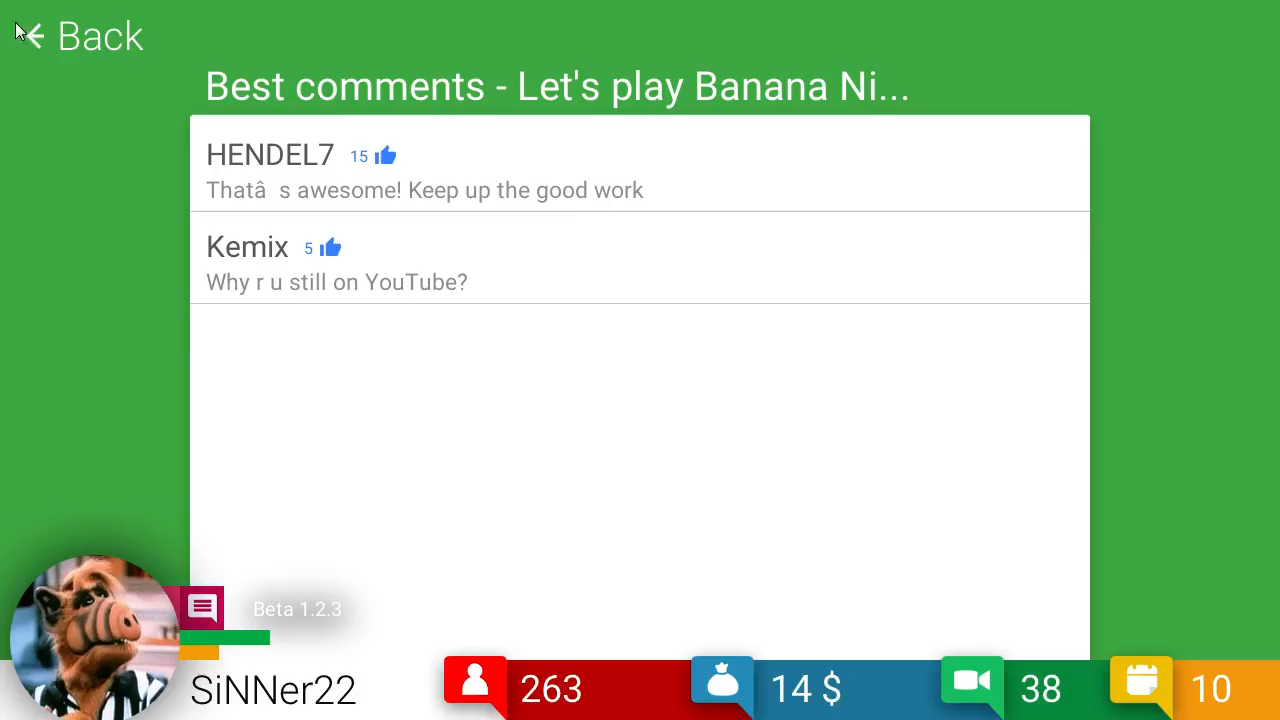 Back
Best comments - Let's play Banana Ni...
HENDEL7 15
Thatâ s awesome! Keep up the good work
Kemix 5
Why r u still on YouTube?
Beta 1.2.3
SiNNer22 263 14 $ 38 10